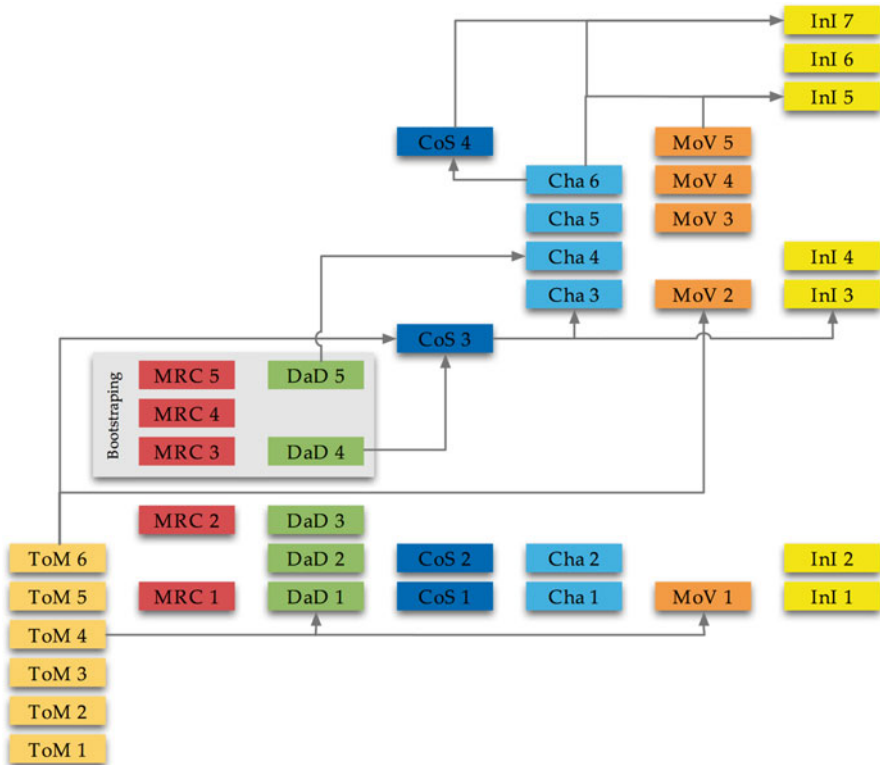 InI 7
InI 6
InI 5
CoS 4
MoV 5
Cha 6
MoV 4
Cha 5
MoV 3
Cha 4
InI 4
Cha 3
MoV 2
InI 3
CoS 3
Bootstraping
MRC 5
DaD 5
MRC 4
MRC 3
DaD 4
MRC 2
DaD 3
ToM 6
DaD 2
CoS 2
Cha 2
InI 2
ToM 5
MRC 1
DaD 1
CoS 1
Cha 1
MoV 1
InI 1
ToM 4
ToM 3
ToM 2
ToM 1